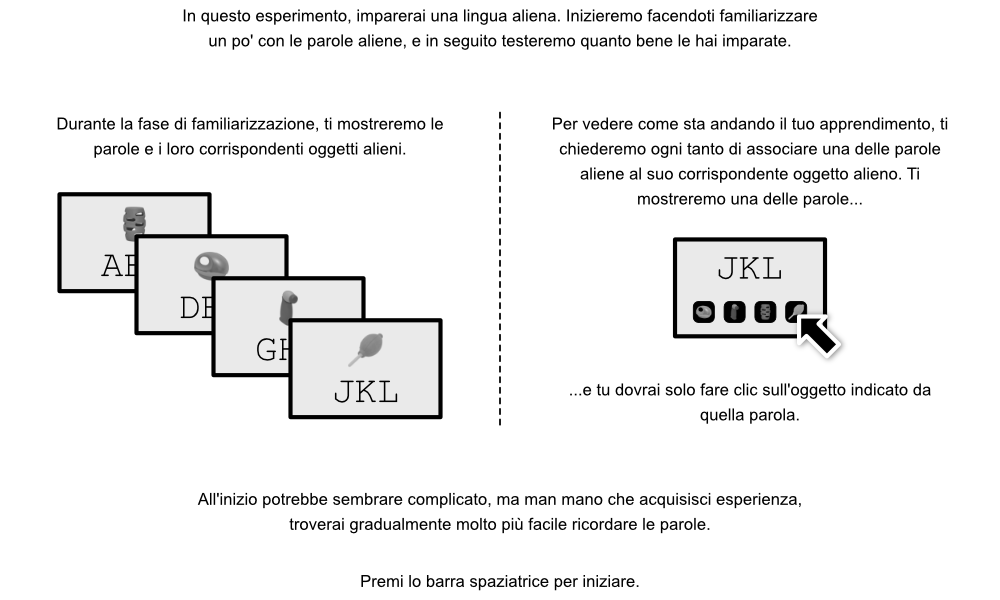 In questo esperimento, imparerai una lingua aliena. Inizieremo facendoti familiarizzare
un po' con le parole aliene, e in seguito testeremo quanto bene le hai imparate.
Durante la fase di familiarizzazione, ti mostreremo le
parole e i loro corrispondenti oggetti alieni.
JKL
Per vedere come sta andando il tuo apprendimento, ti
chiederemo ogni tanto di associare una delle parole
aliene al suo corrispondente oggetto alieno. Ti
mostreremo una delle parole...
JKL
...e tu dovrai solo fare clic sull'oggetto indicato da
quella parola.
All'inizio potrebbe sembrare complicato, ma man mano che acquisisci esperienza,
troverai gradualmente molto più facile ricordare le parole.
Premi lo barra spaziatrice per iniziare.